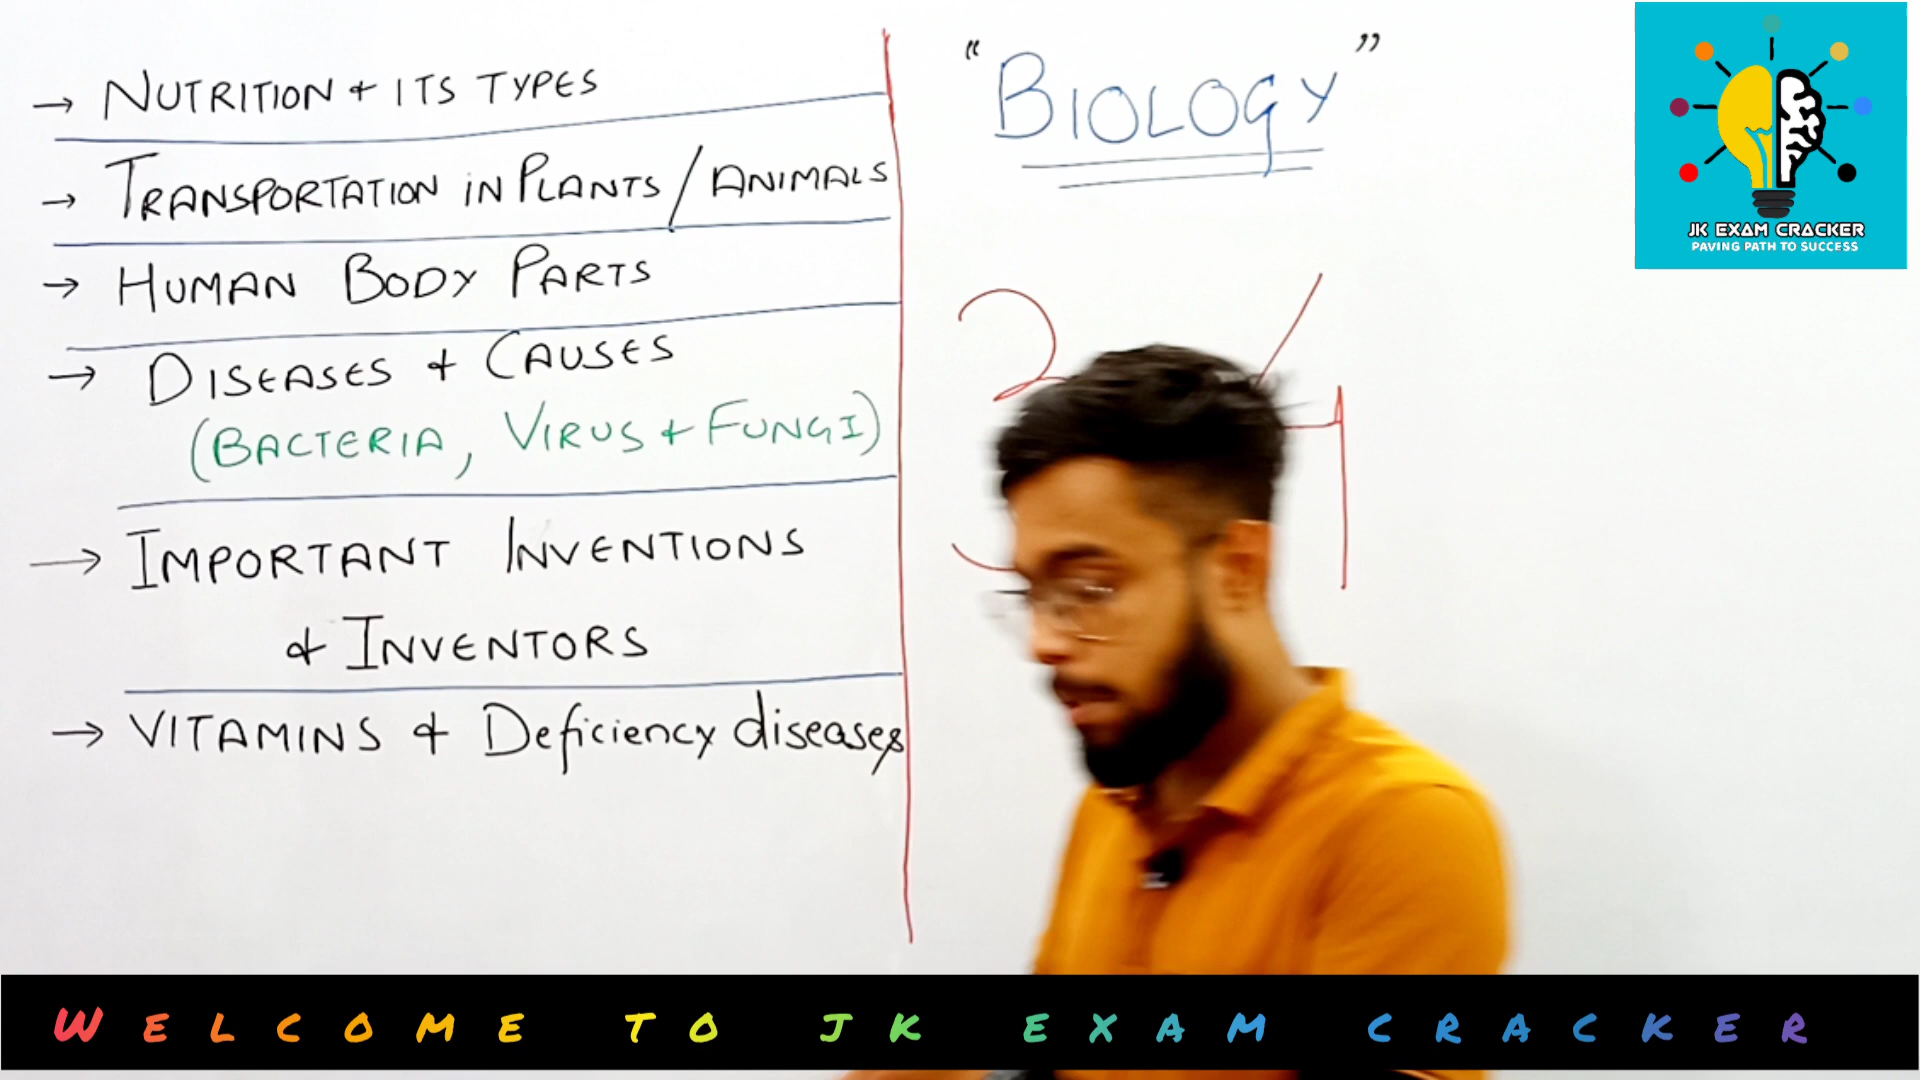 → NUTRITION & ITS TYPES
→ TRANSPORTATION IN PLANTS / ANIMALS
→ HUMAN BODY PARTS
→ DISEASES & CAUSES
(BACTERIA, VIRUS & FUNGI)
→ IMPORTANT INVENTIONS
& INVENTORS
→ VITAMINS & Deficiency diseases
“BIOLOGY”
JK EXAM CRACKER
PAVING PATH TO SUCCESS
WELCOME TO JK EXAM CRACKER